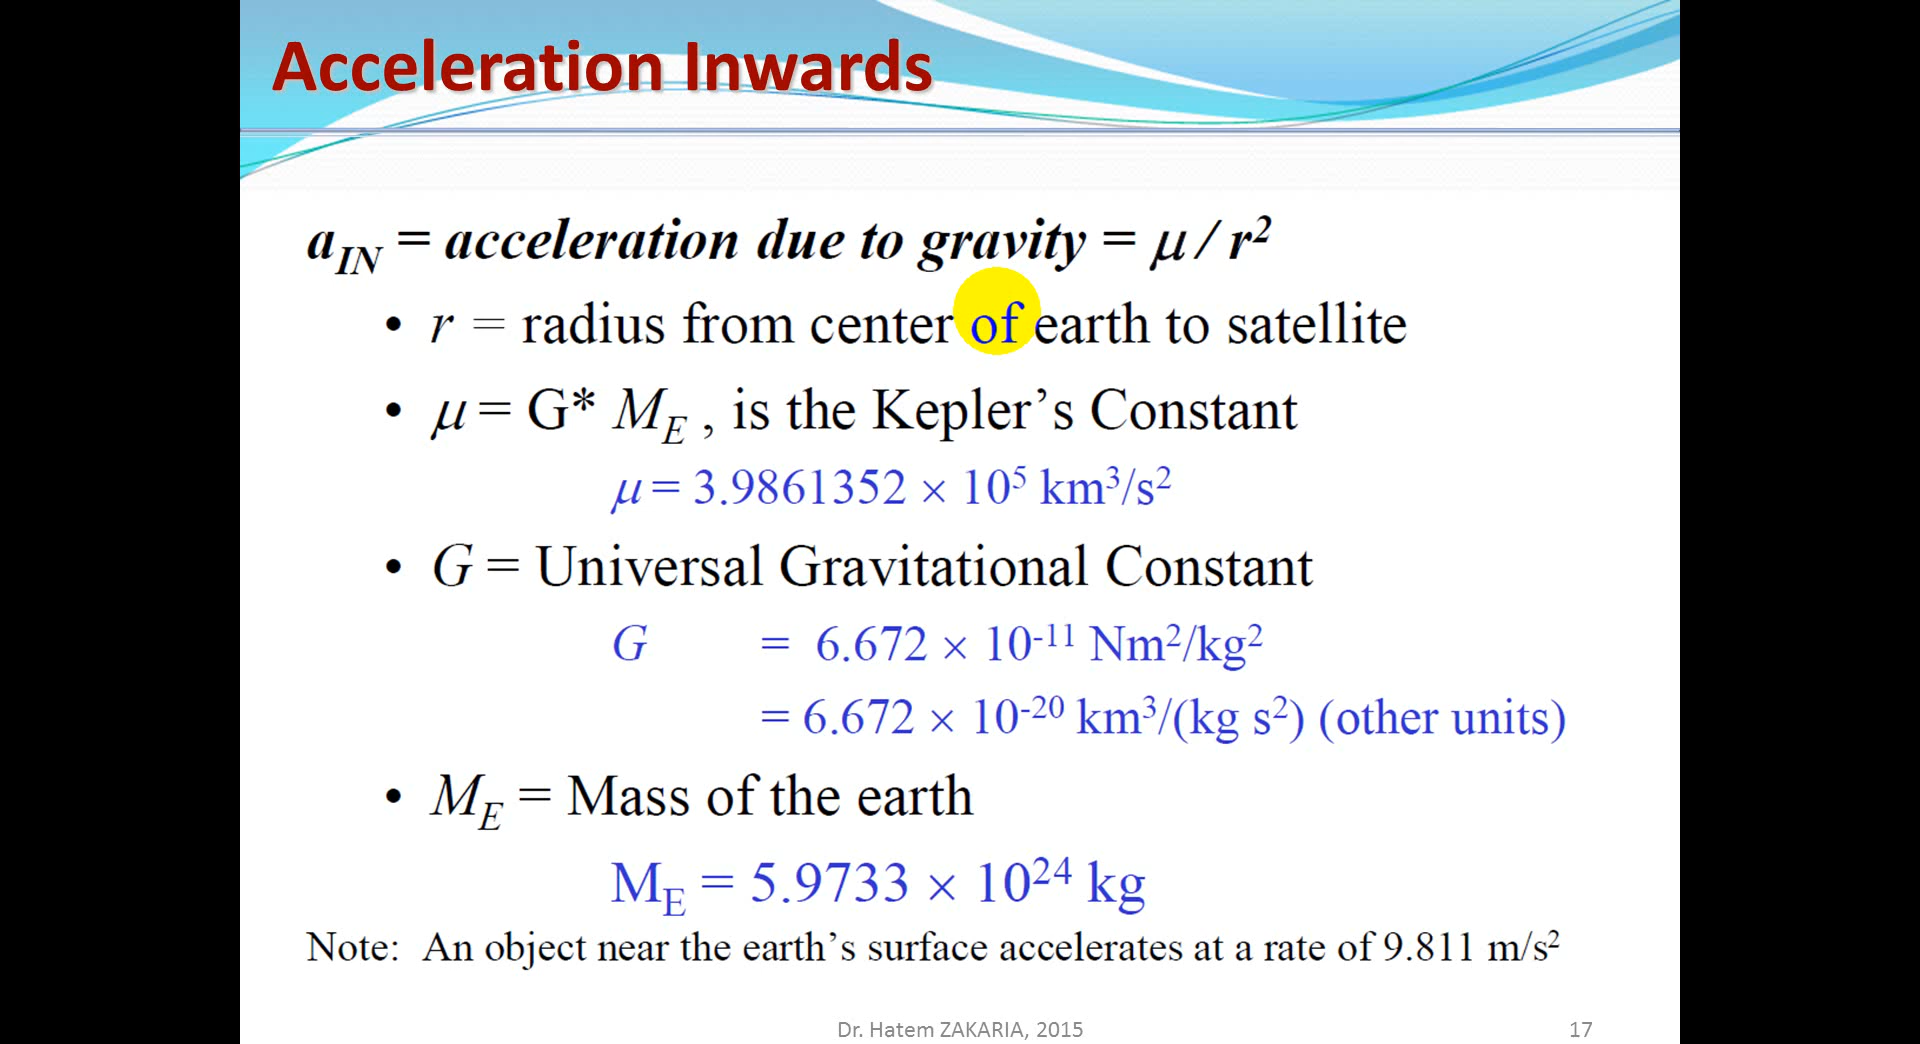 Acceleration Inwards
a_IN = acceleration due to gravity = μ / r²
• r = radius from center of earth to satellite
• μ = G* M_E , is the Kepler’s Constant
μ = 3.9861352 × 10⁵ km³/s²
• G = Universal Gravitational Constant
G = 6.672 × 10⁻¹¹ Nm²/kg²
= 6.672 × 10⁻²⁰ km³/(kg s²) (other units)
• M_E = Mass of the earth
M_E = 5.9733 × 10²⁴ kg
Note: An object near the earth’s surface accelerates at a rate of 9.811 m/s²
Dr. Hatem ZAKARIA, 2015 17